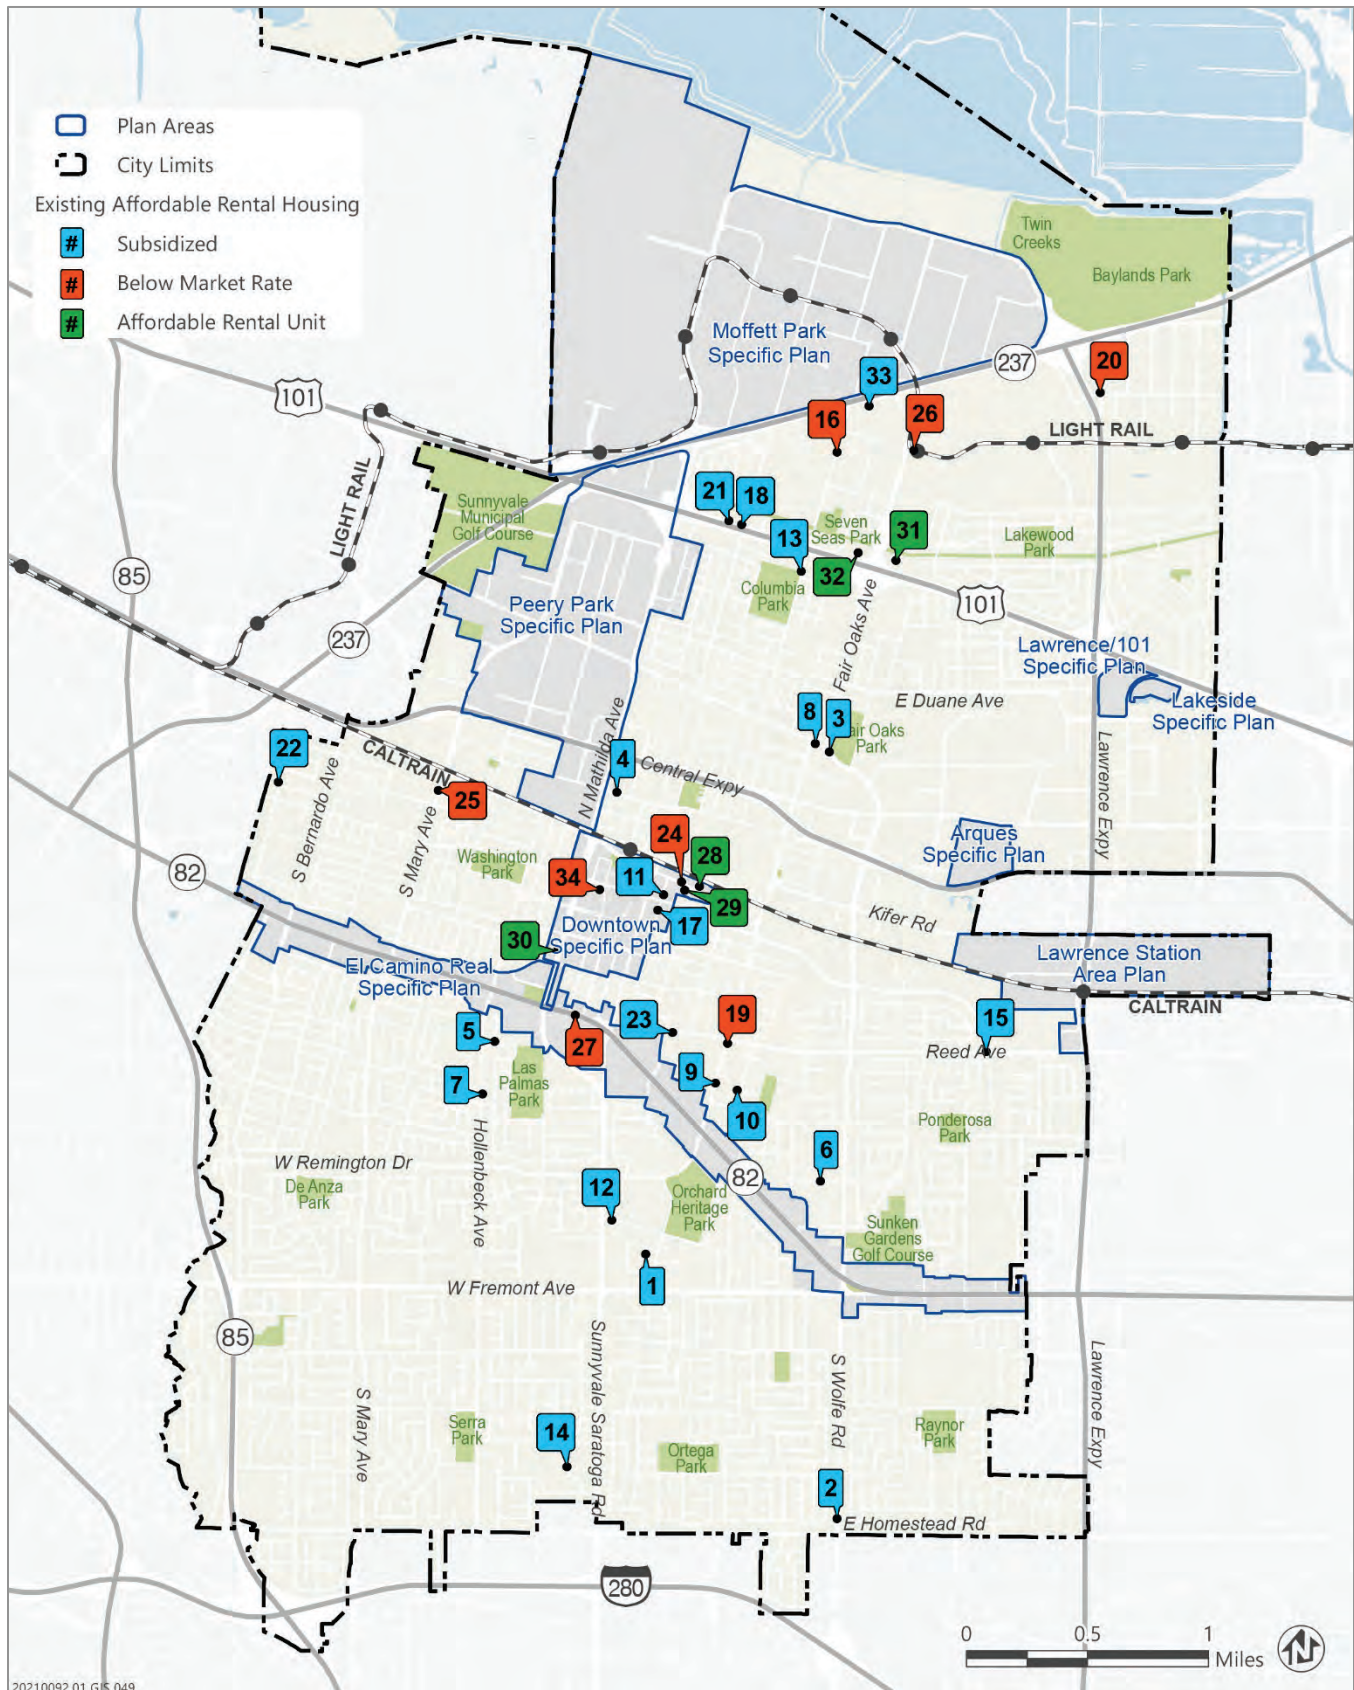 Plan Areas
City Limits
Existing Affordable Rental Housing
# Subsidized
# Below Market Rate
# Affordable Rental Unit
Twin
Creeks
Baylands Park
Moffett Park
Specific Plan
237
20
33
101
16
26
LIGHT RAIL
LIGHT RAIL
Sunnyvale
Municipal
Golf Course
21
18
Seven
Seas Park
31
Lakewood
Park
13
32
85
Columbia
Park
101
Peery Park
Specific Plan
237
Fair Oaks Ave
Lawrence/101
Specific Plan
E Duane Ave
Lakeside
Specific Plan
8
3
Fair Oaks
Park
22
CALTRAIN
N Mathilda Ave
4
Central Expy
Lawrence Expy
S Bernardo Ave
25
S Mary Ave
Arques
Specific Plan
82
Washington
Park
24
28
34
11
29
Kifer Rd
17
Downtown
Specific Plan
30
El Camino Real
Specific Plan
Lawrence Station
Area Plan
CALTRAIN
5
23
19
15
27
Reed Ave
Las
Palmas
Park
7
9
10
Ponderosa
Park
Hollenbeck Ave
W Remington Dr
De Anza
Park
6
82
12
Orchard
Heritage
Park
Sunken
Gardens
Golf Course
1
W Fremont Ave
85
Sunnyvale Saratoga Rd
S Wolfe Rd
Lawrence Expy
S Mary Ave
Serra
Park
14
Ortega
Park
Raynor
Park
2
E Homestead Rd
280
0 0.5 1
Miles
N
20210092.01 GIS 049